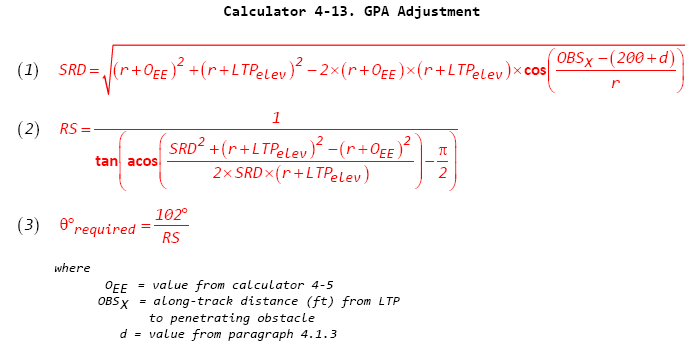 Calculator 4-13. GPA Adjustment
(1) SRD=√((r+O_EE)²+(r+LTP_elev)²−2×(r+O_EE)×(r+LTP_elev)×cos((OBS_X−(200+d))/r))
(2) RS=1/tan(acos((SRD²+(r+LTP_elev)²−(r+O_EE)²)/(2×SRD×(r+LTP_elev)))−π/2)
(3) θ°_required=102°/RS
where
O_EE = value from calculator 4-5
OBS_X = along-track distance (ft) from LTP
to penetrating obstacle
d = value from paragraph 4.1.3